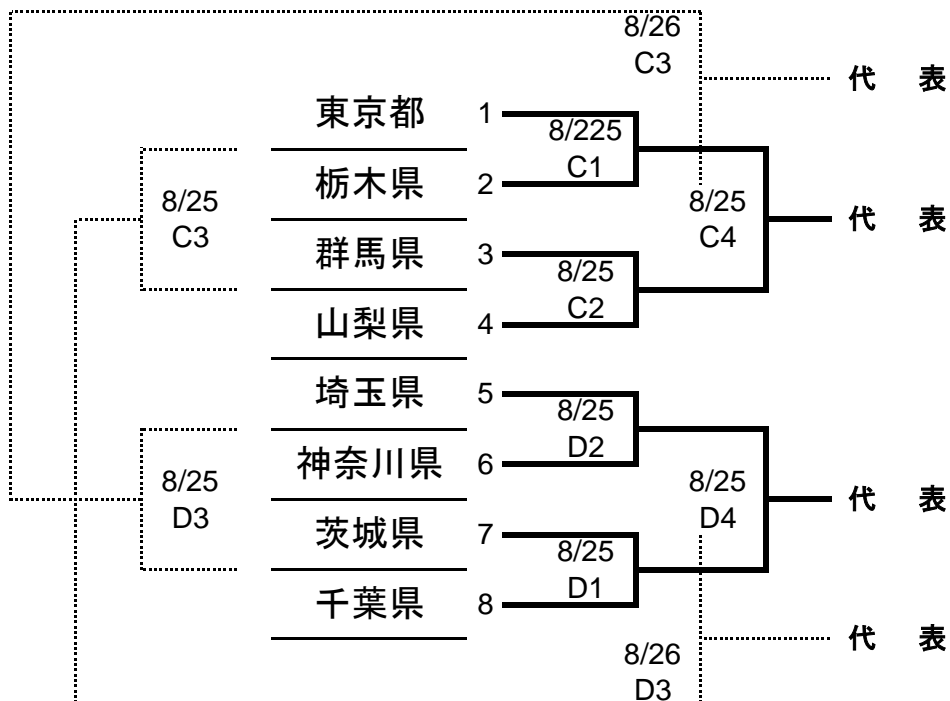 8/26
C3
代 表
東京都 1
8/225
C1
栃木県 2
8/25
C3
8/25
C4
代 表
群馬県 3
8/25
C2
山梨県 4
埼玉県 5
8/25
D2
神奈川県 6
8/25
D3
8/25
D4
代 表
茨城県 7
8/25
D1
千葉県 8
8/26
D3
代 表